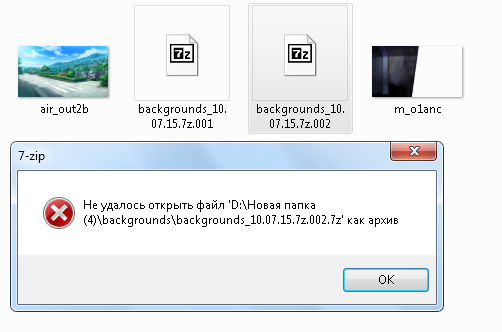 7z
7z
air_out2b
backgrounds_10.
07.15.7z.001
backgrounds_10.
07.15.7z.002
m_o1anc
7-zip
Не удалось открыть файл 'D:\Новая папка
(4)\backgrounds\backgrounds_10.07.15.7z.002.7z' как архив
OK